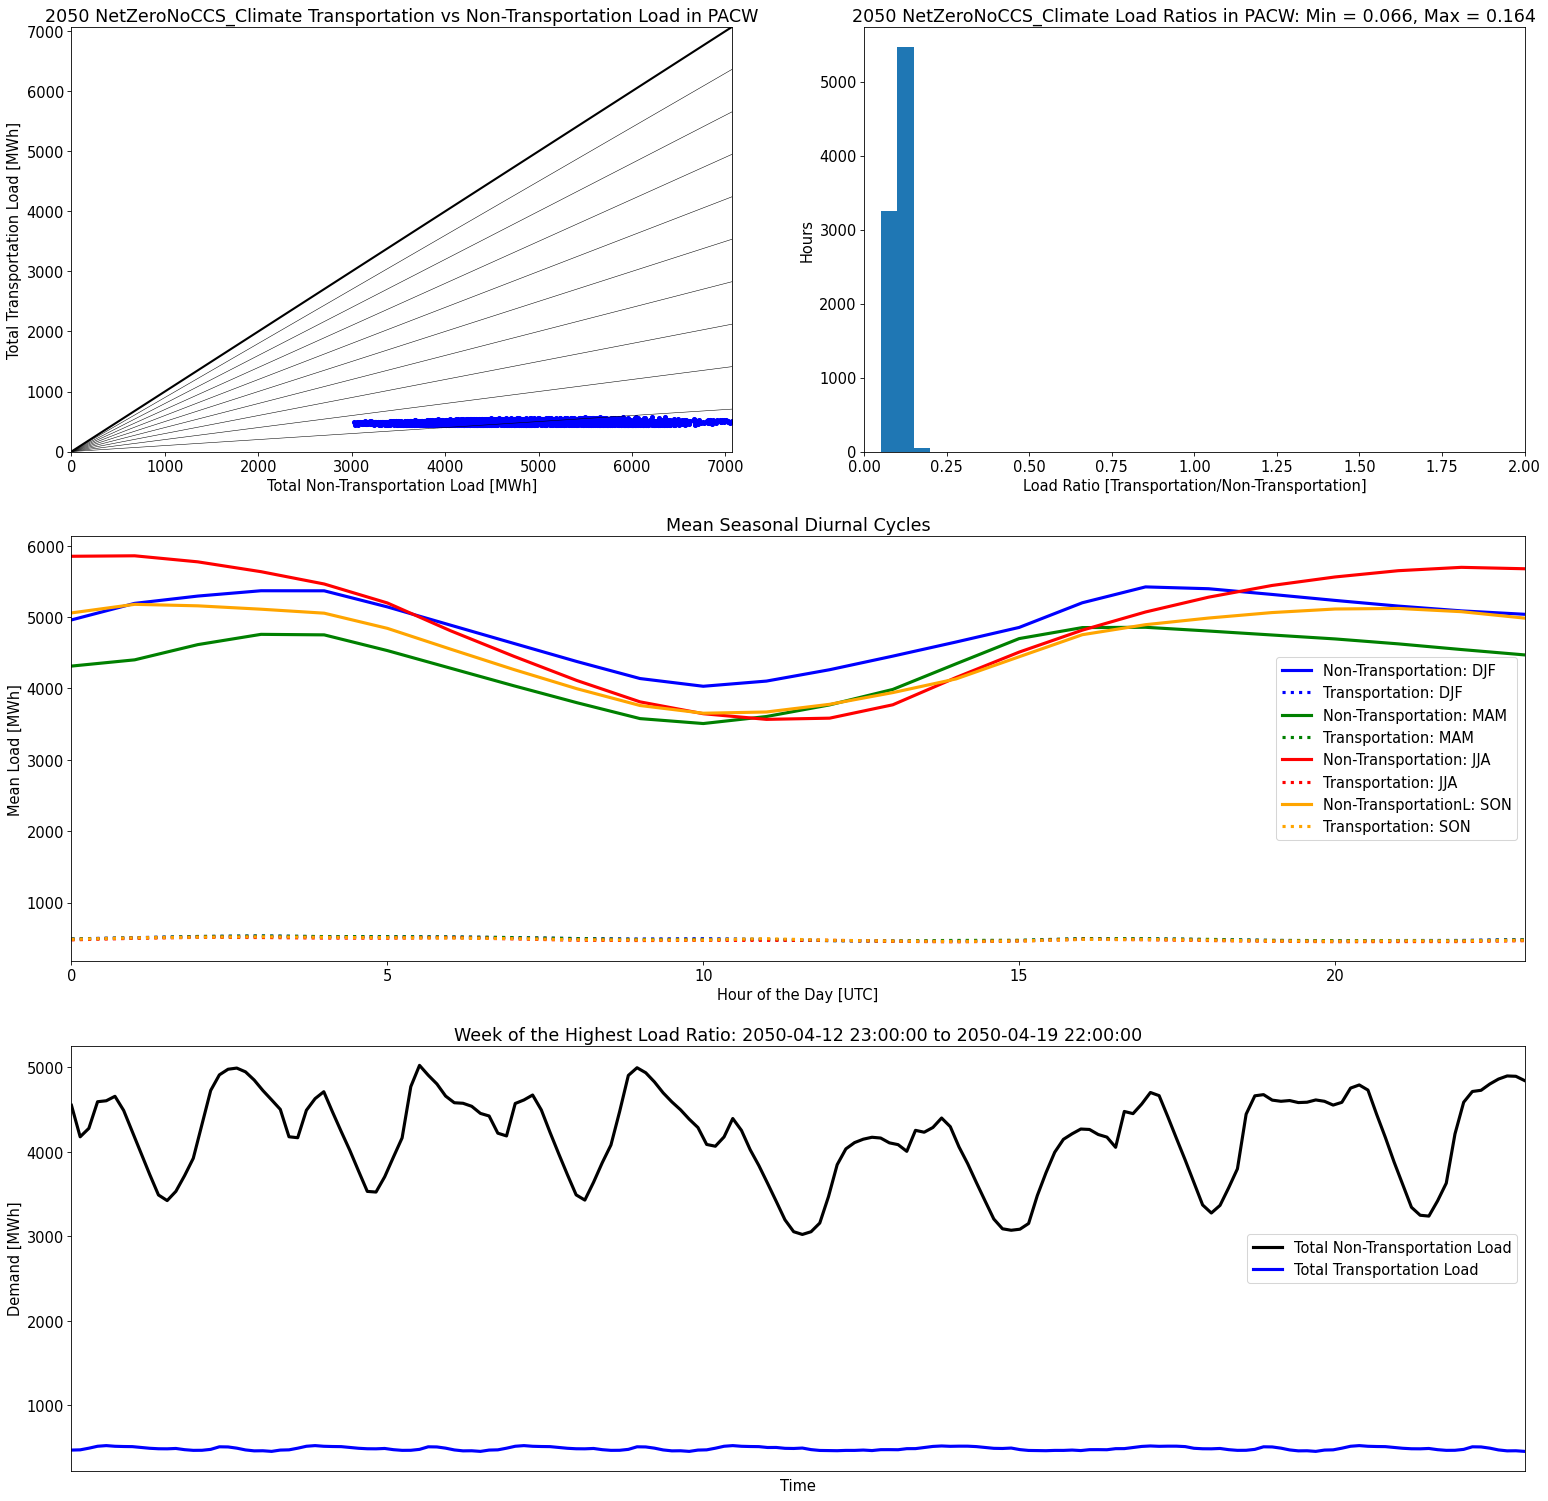 2050 NetZeroNoCCS_Climate Transportation vs Non-Transportation Load in PACW
7000
6000
5000
4000
3000
2000
1000
0
Total Transportation Load [MWh]
0 1000 2000 3000 4000 5000 6000 7000
Total Non-Transportation Load [MWh]
2050 NetZeroNoCCS_Climate Load Ratios in PACW: Min = 0.066, Max = 0.164
5000
4000
3000
2000
1000
0
Hours
0.00 0.25 0.50 0.75 1.00 1.25 1.50 1.75 2.00
Load Ratio [Transportation/Non-Transportation]
Mean Seasonal Diurnal Cycles
6000
5000
4000
3000
2000
1000
Mean Load [MWh]
Non-Transportation: DJF
Transportation: DJF
Non-Transportation: MAM
Transportation: MAM
Non-Transportation: JJA
Transportation: JJA
Non-TransportationL: SON
Transportation: SON
0 5 10 15 20
Hour of the Day [UTC]
Week of the Highest Load Ratio: 2050-04-12 23:00:00 to 2050-04-19 22:00:00
5000
4000
3000
2000
1000
Demand [MWh]
Total Non-Transportation Load
Total Transportation Load
Time